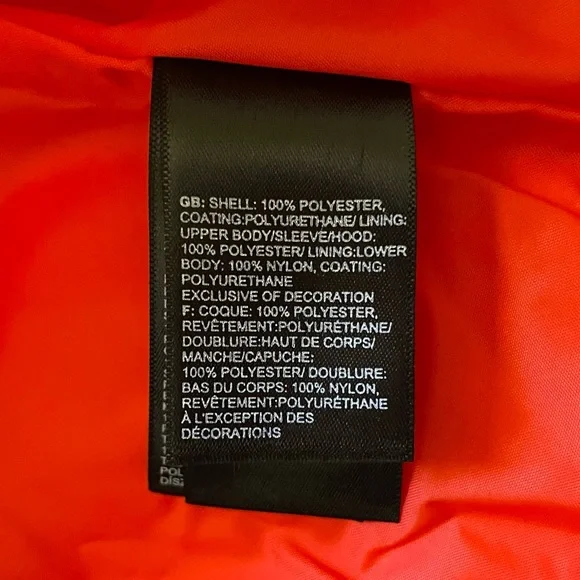 GB: SHELL: 100% POLYESTER,
COATING:POLYURETHANE/ LINING:
UPPER BODY/SLEEVE/HOOD:
100% POLYESTER/ LINING:LOWER
BODY: 100% NYLON, COATING:
POLYURETHANE
EXCLUSIVE OF DECORATION
F: COQUE: 100% POLYESTER,
REVÊTEMENT:POLYURÉTHANE/
DOUBLURE:HAUT DE CORPS/
MANCHE/CAPUCHE:
100% POLYESTER/ DOUBLURE:
BAS DU CORPS: 100% NYLON,
REVÊTEMENT:POLYURÉTHANE
À L'EXCEPTION DES
DÉCORATIONS